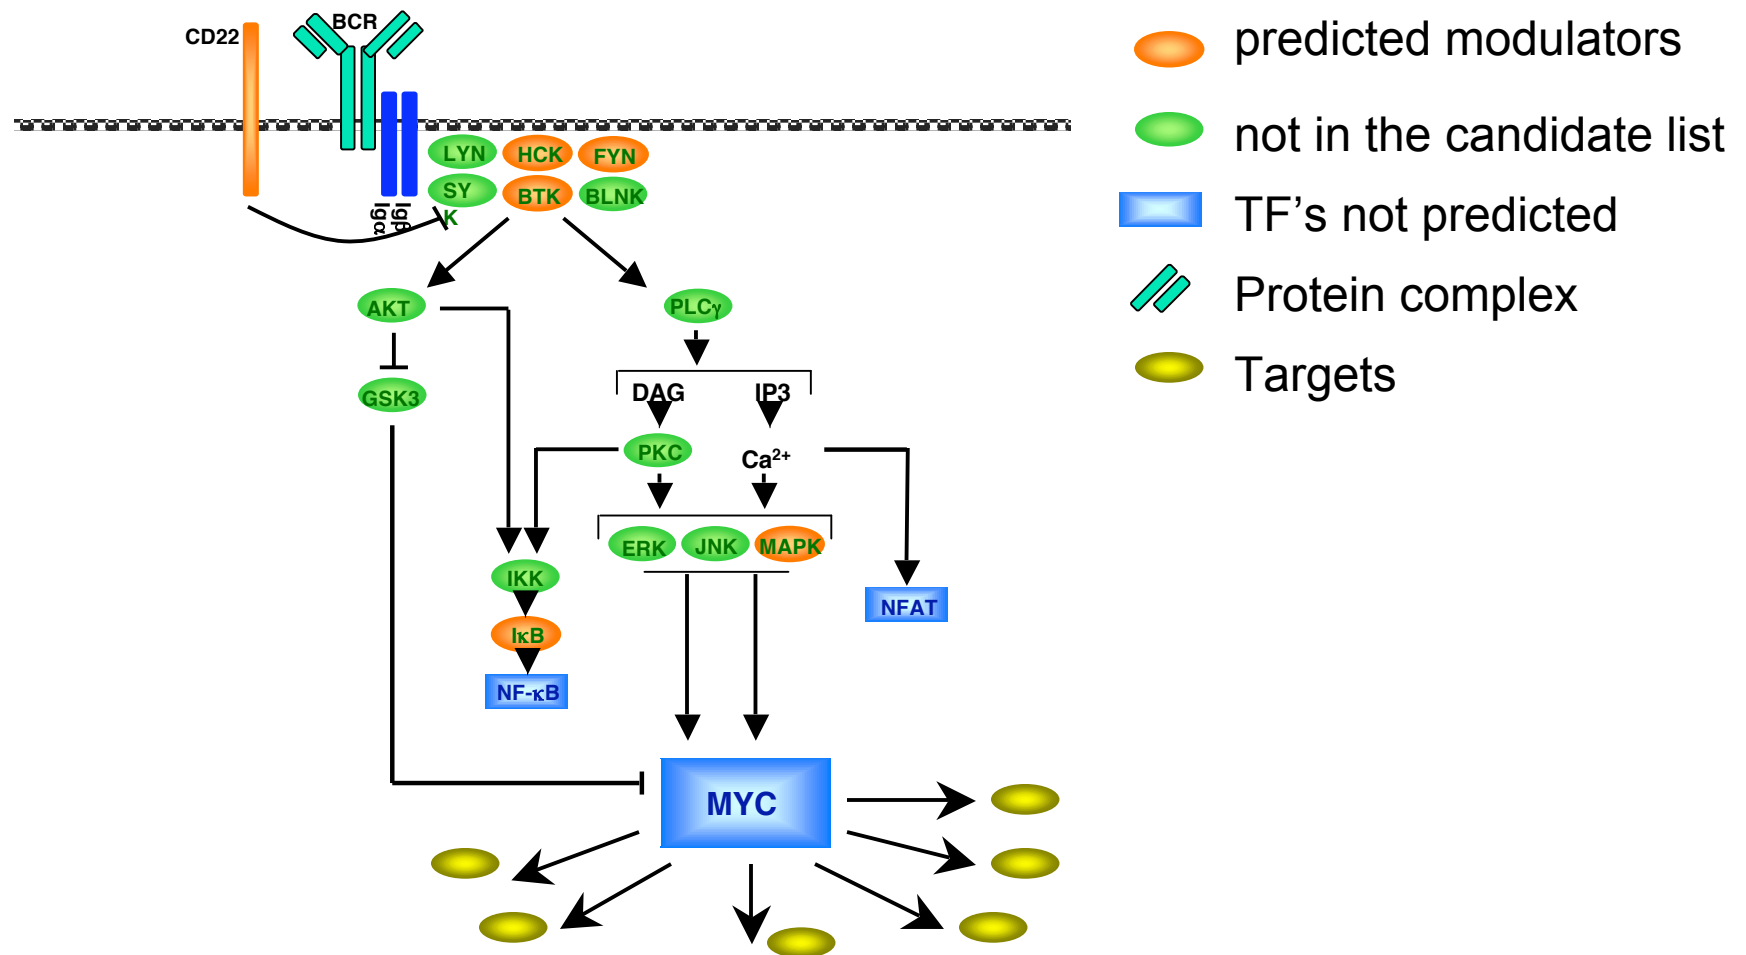 BCR
CD22
predicted modulators
not in the candidate list
LYN HCK FYN
SY
K
BTK BLNK
Igα
Igβ
TF's not predicted
AKT PLCγ
Protein complex
Targets
GSK3
DAG IP3
PKC Ca²⁺
ERK JNK MAPK
IKK
NFAT
IκB
NF-κB
MYC